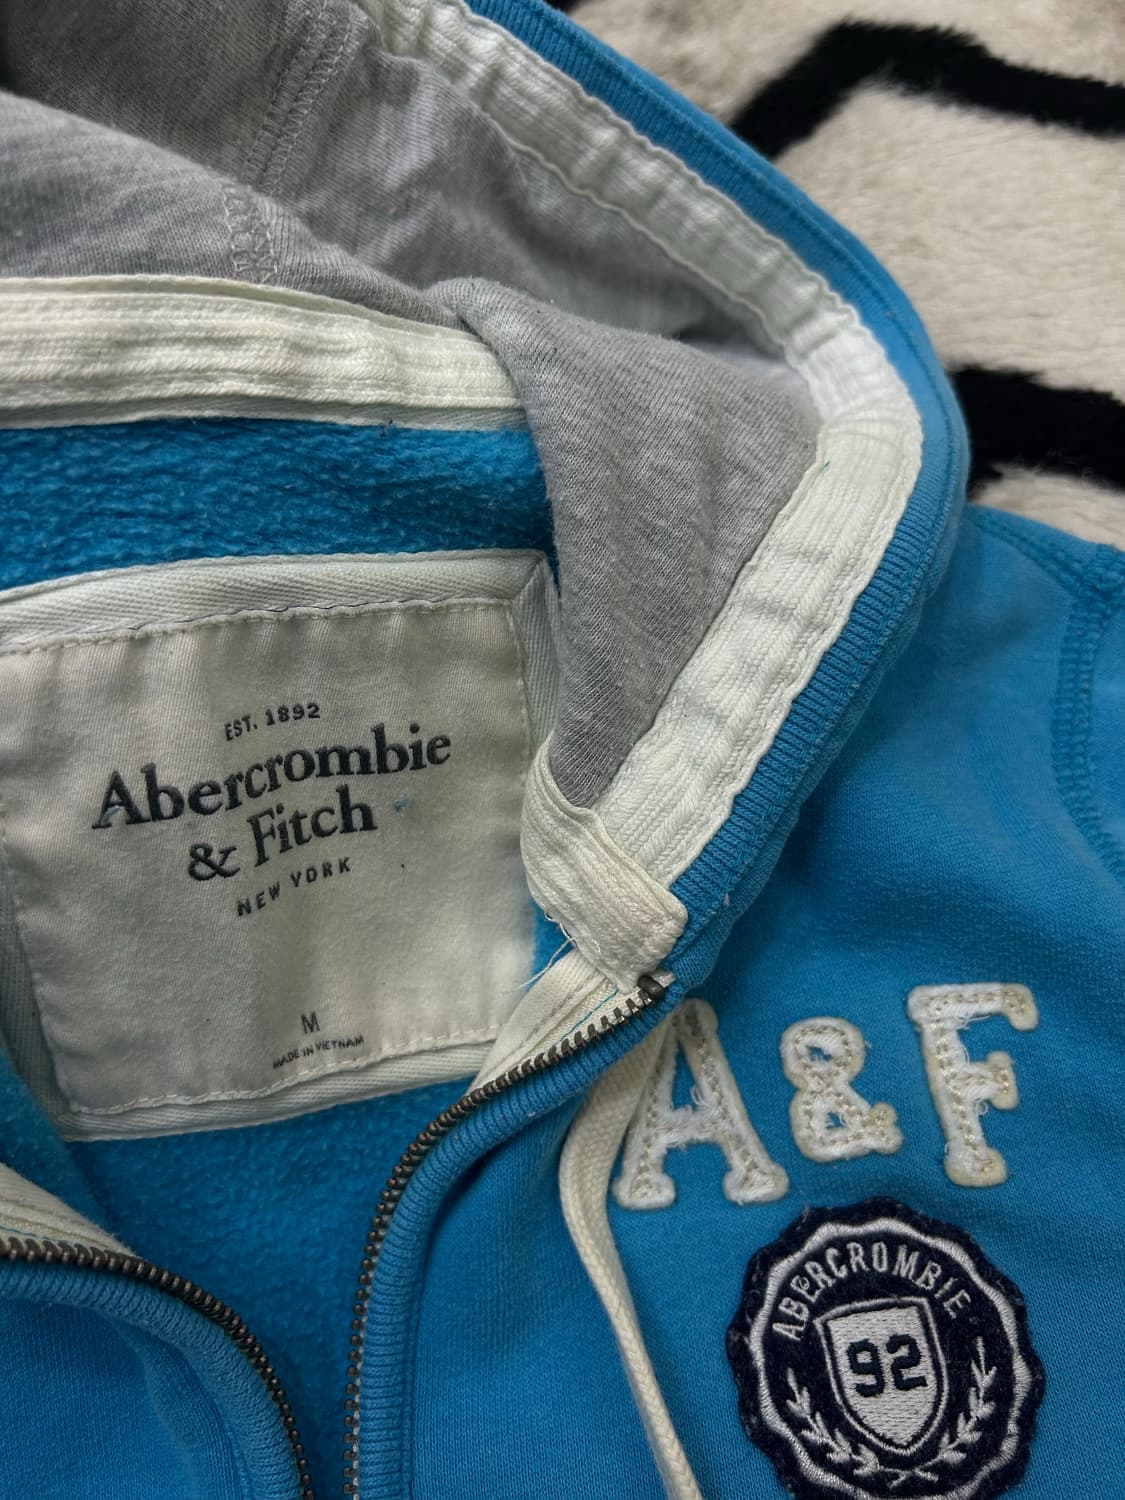 EST. 1892
Abercrombie
& Fitch
NEW YORK
M
MADE IN VIETNAM
A&F
ABERCROMBIE
92